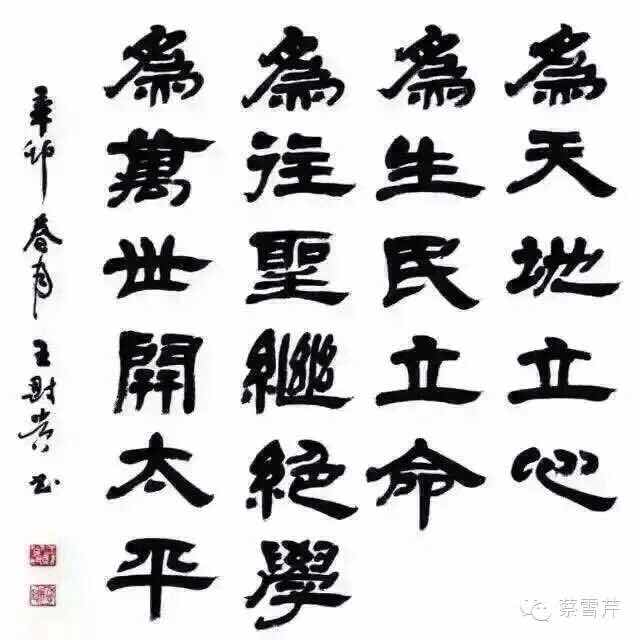 為天地立心
為生民立命
為往聖繼絕學
為萬世開太平
辛卯春月王財貴書
蔡雪芹